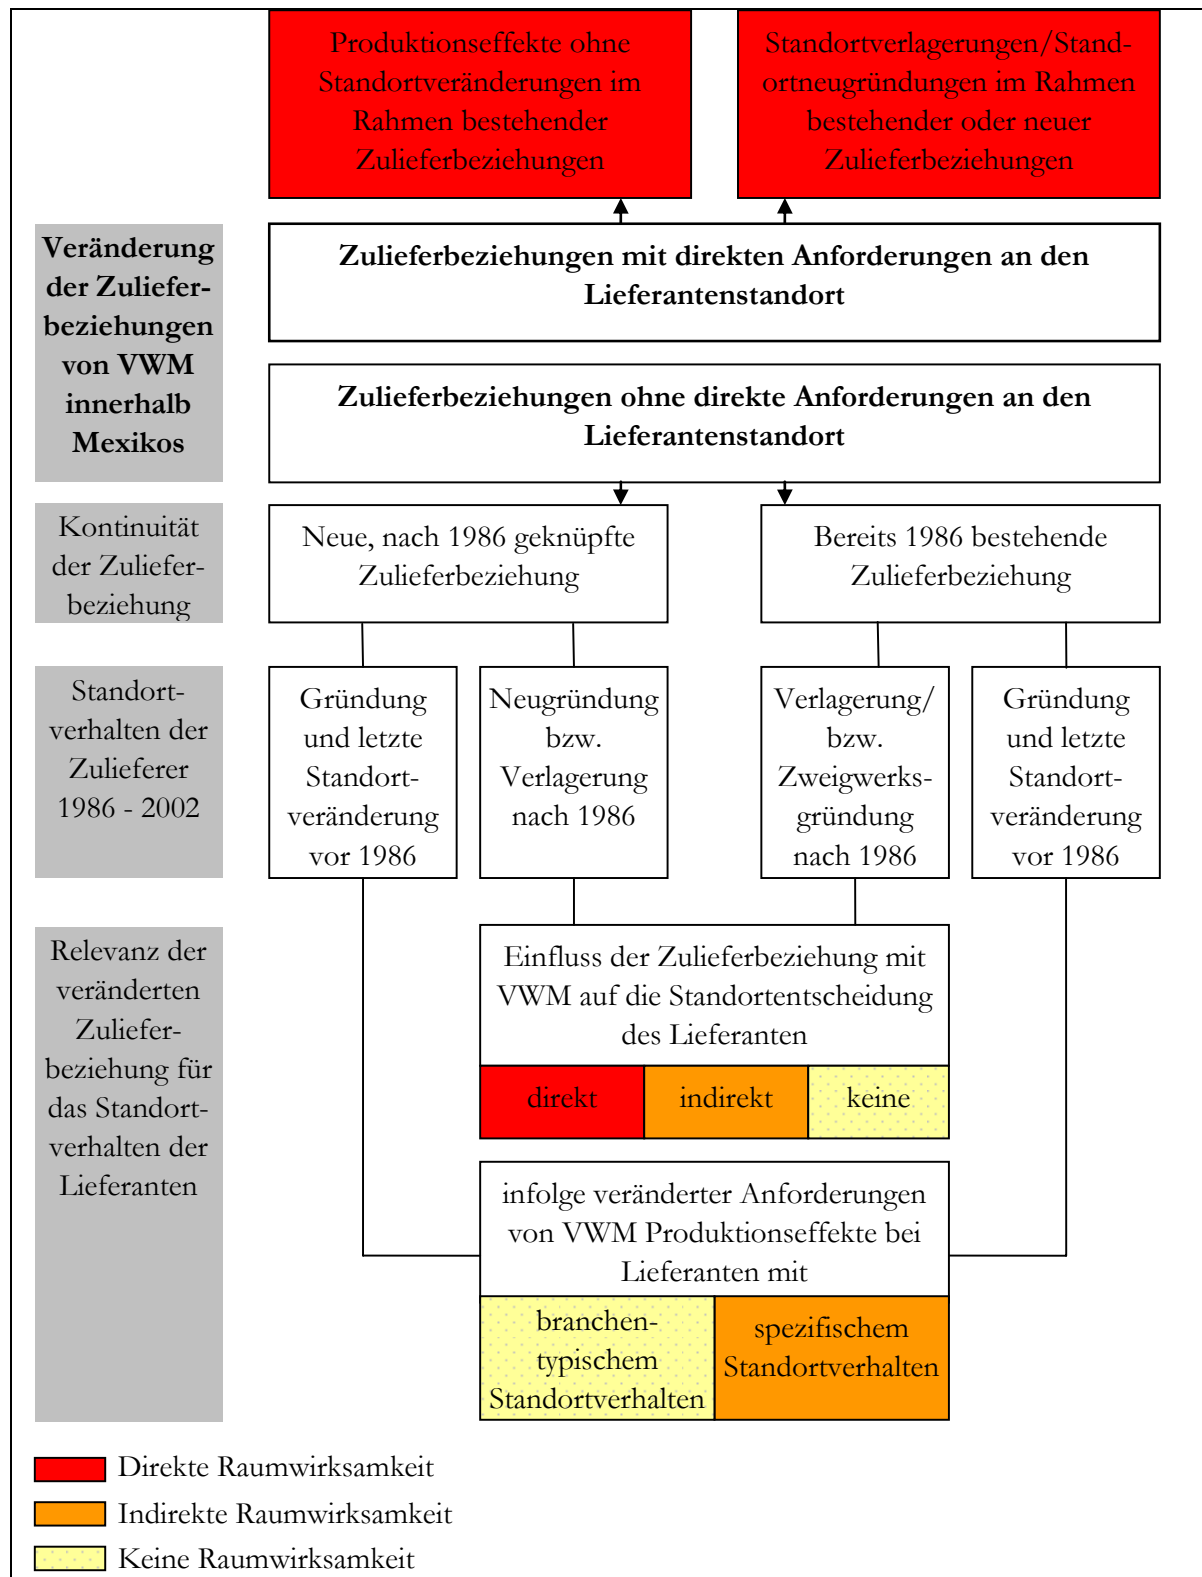 Produktionseffekte ohne
Standortveränderungen im
Rahmen bestehender
Zulieferbeziehungen
Standortverlagerungen/Stand-
ortneugründungen im Rahmen
bestehender oder neuer
Zulieferbeziehungen
Veränderung
der Zuliefer-
beziehungen
von VWM
innerhalb
Mexikos
Zulieferbeziehungen mit direkten Anforderungen an den
Lieferantenstandort
Zulieferbeziehungen ohne direkte Anforderungen an den
Lieferantenstandort
Kontinuität
der Zuliefer-
beziehung
Neue, nach 1986 geknüpfte
Zulieferbeziehung
Bereits 1986 bestehende
Zulieferbeziehung
Standort-
verhalten der
Zulieferer
1986 - 2002
Gründung
und letzte
Standort-
veränderung
vor 1986
Neugründung
bzw.
Verlagerung
nach 1986
Verlagerung/
bzw.
Zweigwerks-
gründung
nach 1986
Gründung
und letzte
Standort-
veränderung
vor 1986
Relevanz der
veränderten
Zuliefer-
beziehung für
das Standort-
verhalten der
Lieferanten
Einfluss der Zulieferbeziehung mit
VWM auf die Standortentscheidung
des Lieferanten
direkt
indirekt
keine
infolge veränderter Anforderungen
von VWM Produktionseffekte bei
Lieferanten mit
branchen-
typischem
Standortverhalten
spezifischem
Standortverhalten
Direkte Raumwirksamkeit
Indirekte Raumwirksamkeit
Keine Raumwirksamkeit